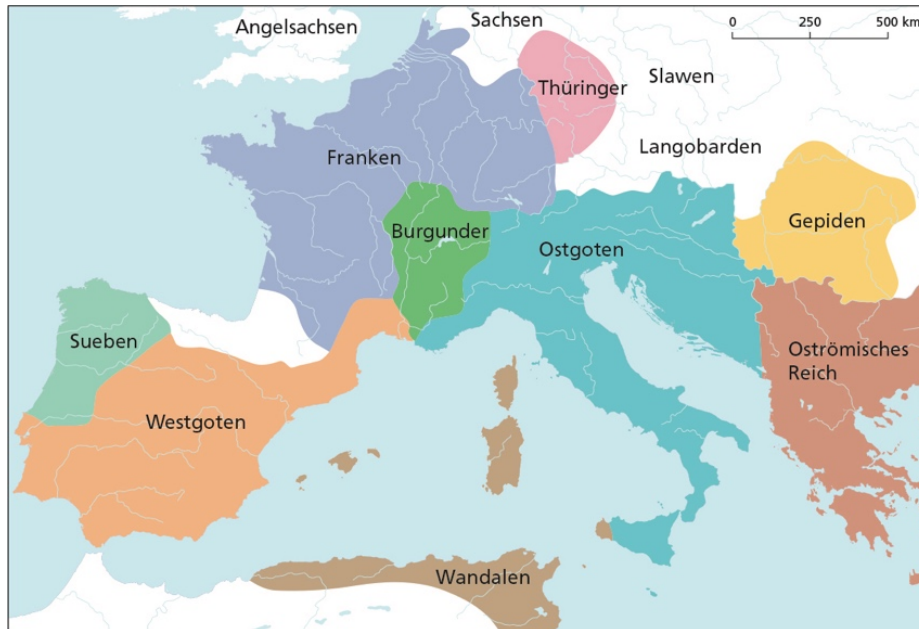 Angelsachsen
Sachsen
0 250 500 km
Thüringer
Slawen
Franken
Langobarden
Burgunder
Ostgoten
Gepiden
Sueben
Oströmisches
Reich
Westgoten
Wandalen